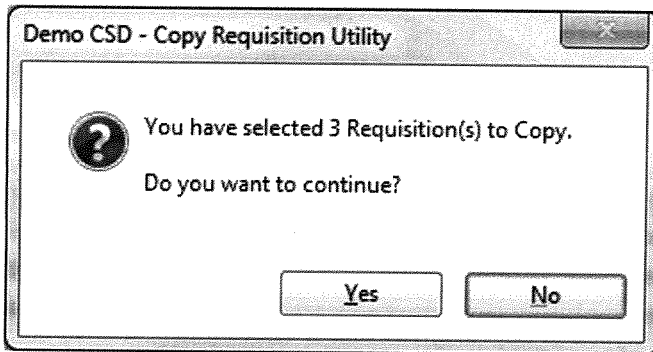 Demo CSD - Copy Requisition Utility
You have selected 3 Requisition(s) to Copy.
Do you want to continue?
Yes
No